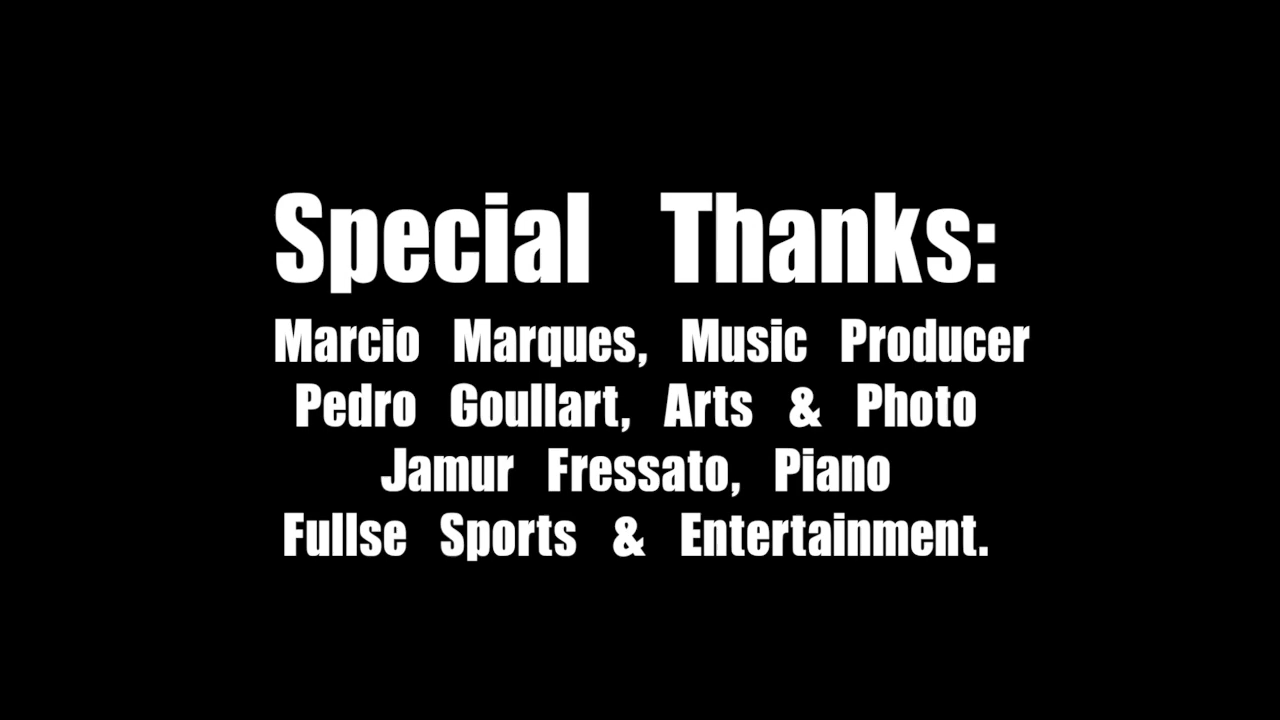 Special Thanks:
Marcio Marques, Music Producer
Pedro Goullart, Arts & Photo
Jamur Fressato, Piano
Fullse Sports & Entertainment.